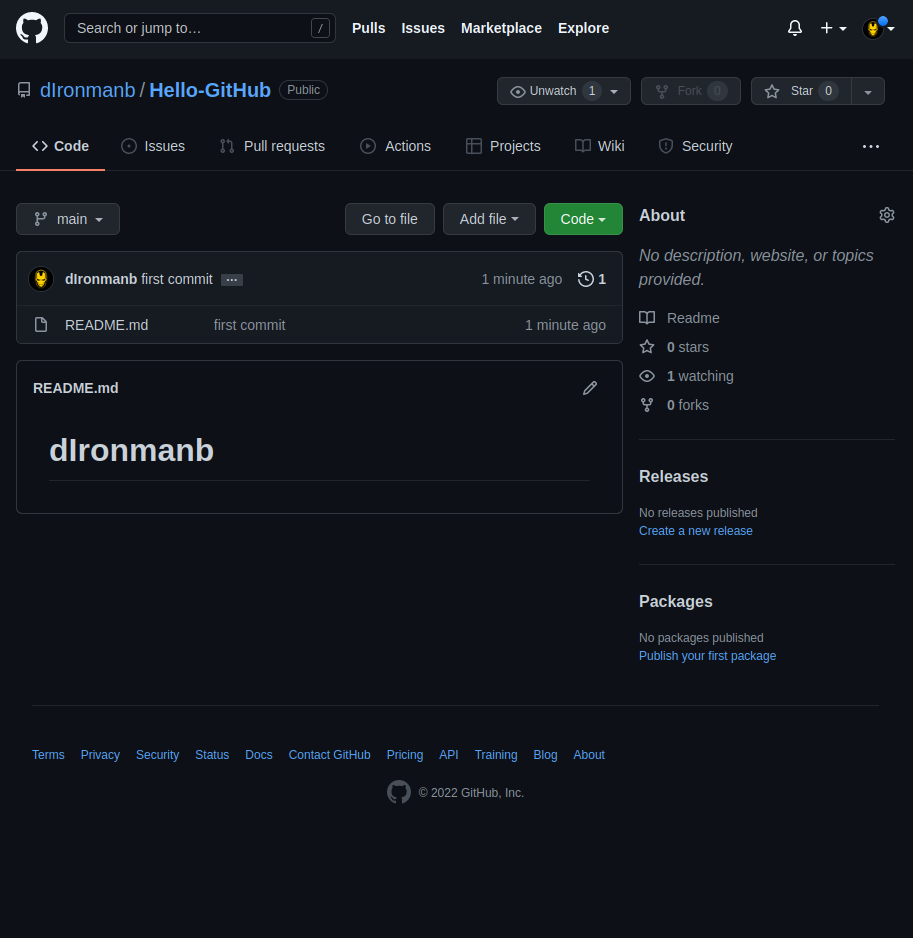 Search or jump to… /
Pulls Issues Marketplace Explore
dIronmanb / Hello-GitHub Public
Unwatch 1 Fork 0 Star 0
Code Issues Pull requests Actions Projects Wiki Security
main Go to file Add file Code
dIronmanb first commit 1 minute ago 1
README.md first commit 1 minute ago
README.md
dIronmanb
About
No description, website, or topics
provided.
Readme
0 stars
1 watching
0 forks
Releases
No releases published
Create a new release
Packages
No packages published
Publish your first package
Terms Privacy Security Status Docs Contact GitHub Pricing API Training Blog About
© 2022 GitHub, Inc.